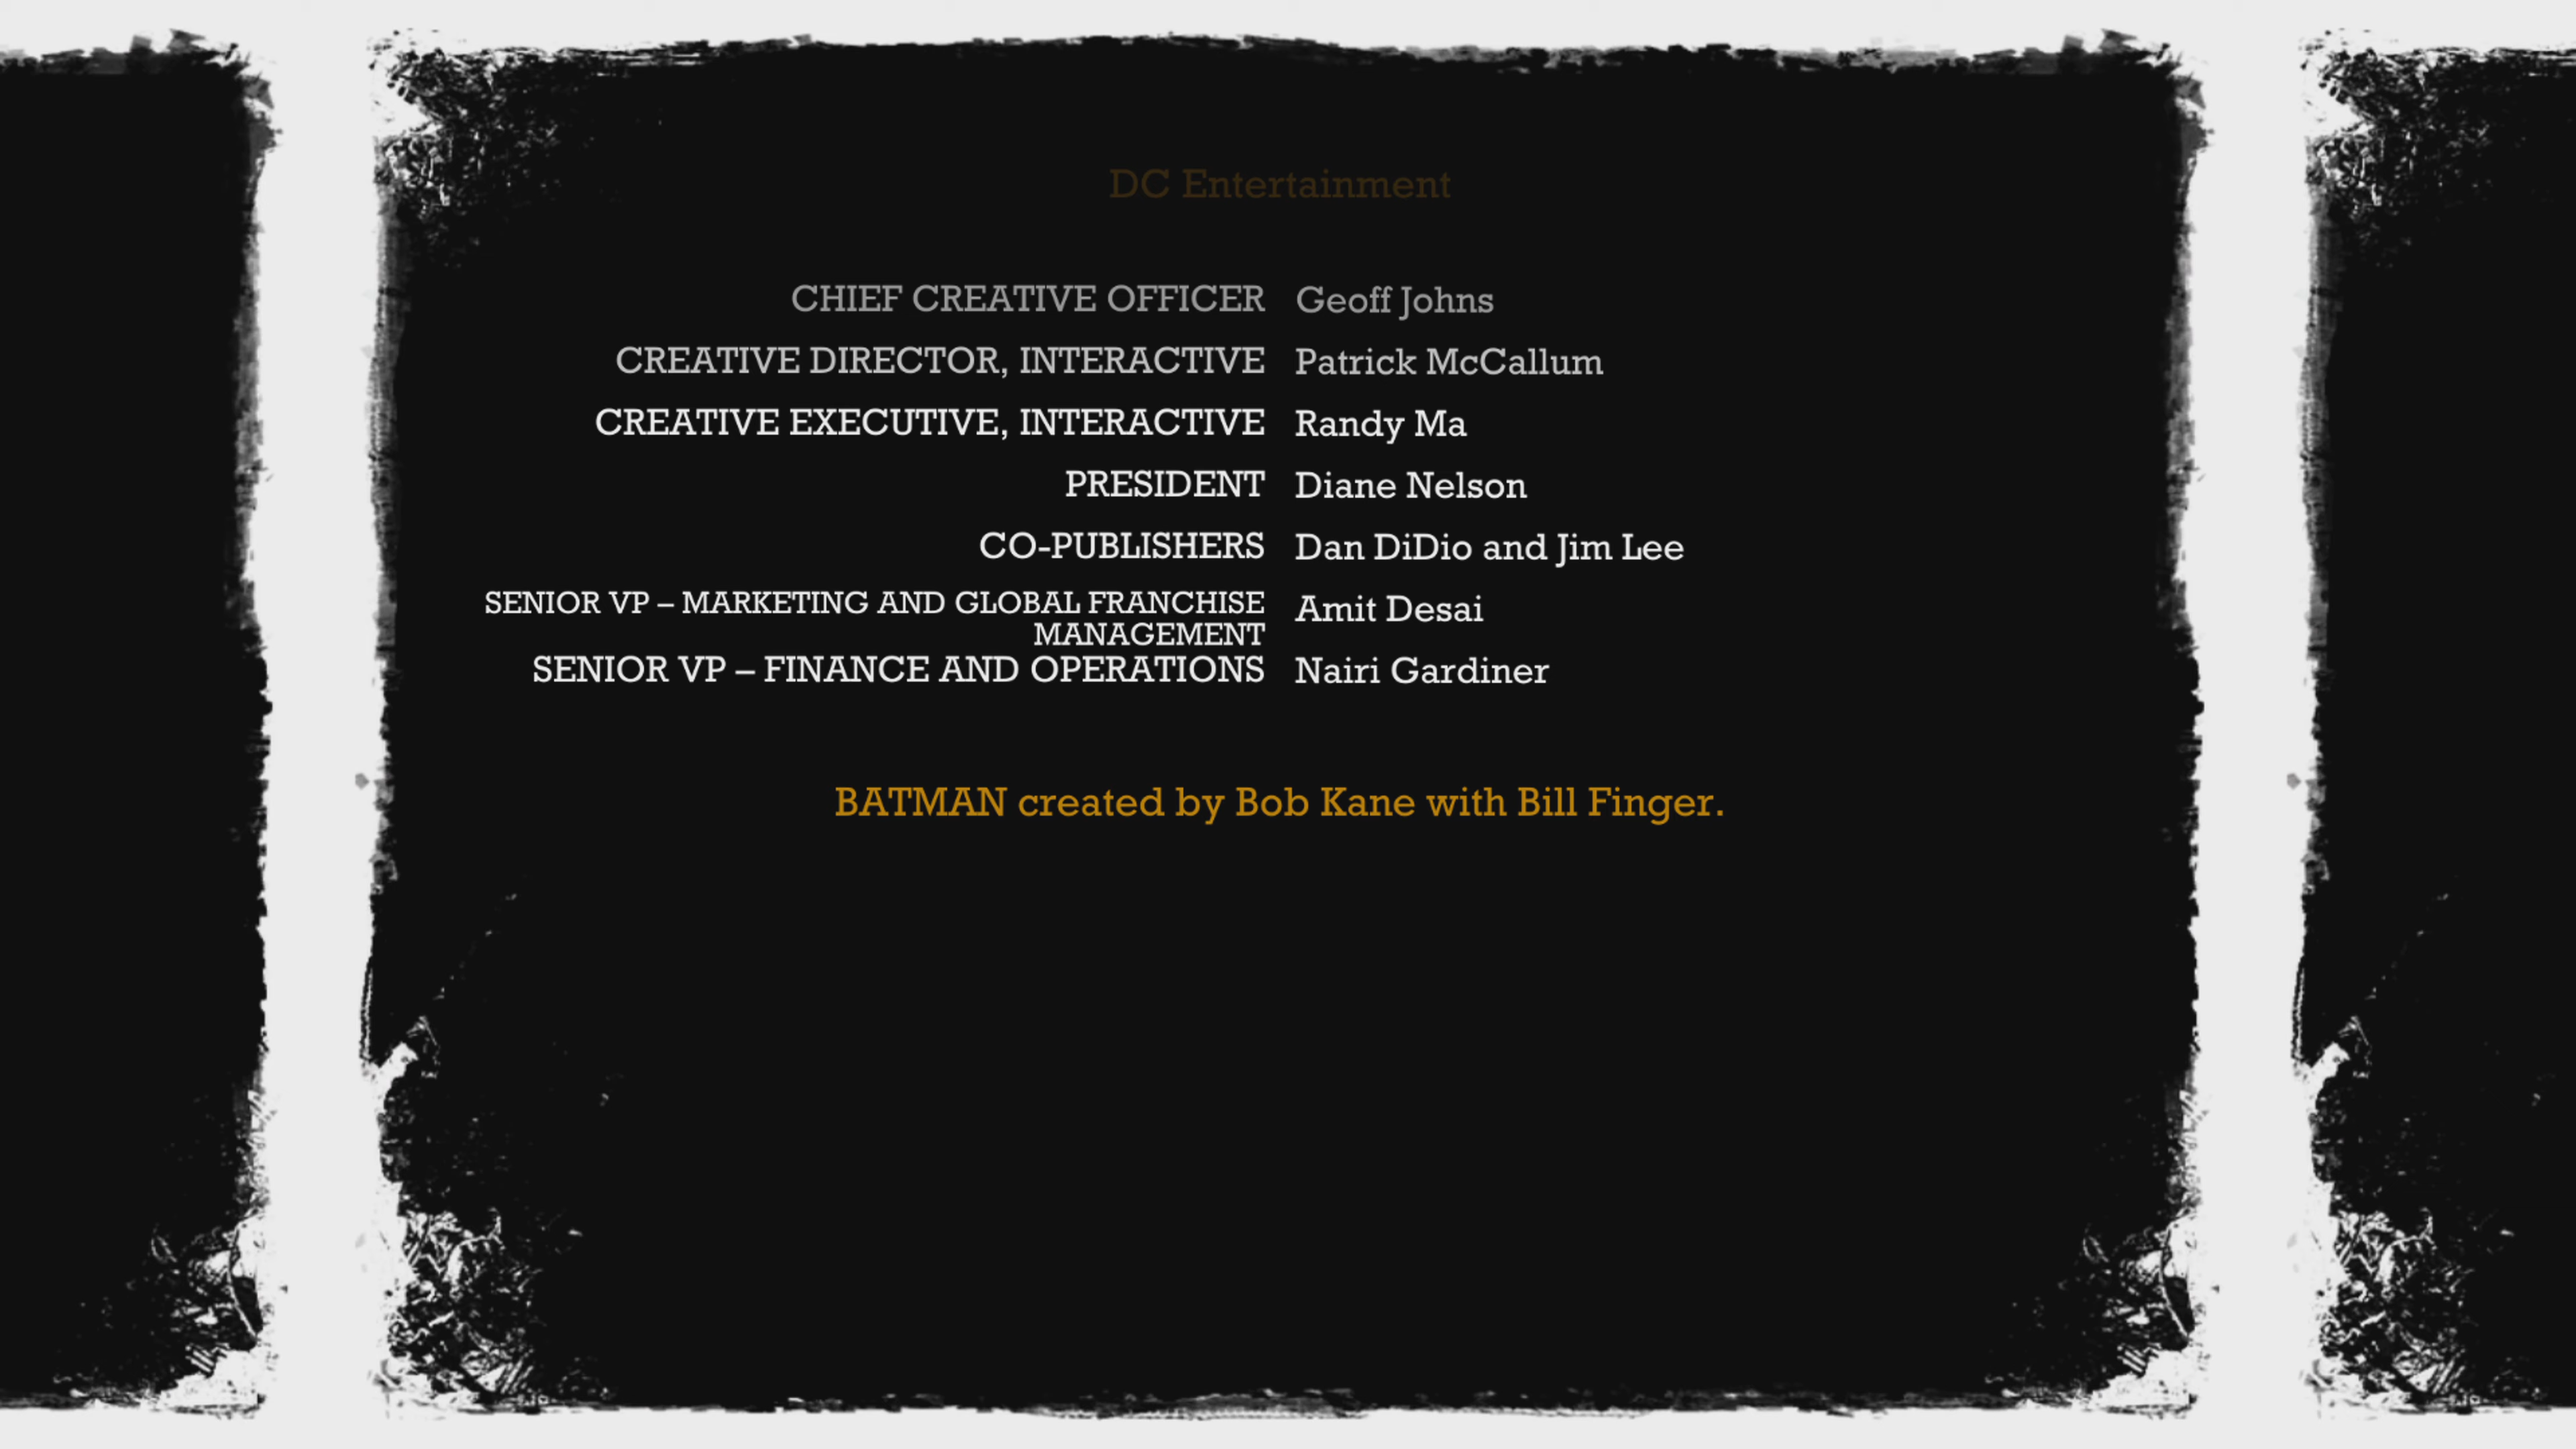 DC Entertainment
CHIEF CREATIVE OFFICER Geoff Johns
CREATIVE DIRECTOR, INTERACTIVE Patrick McCallum
CREATIVE EXECUTIVE, INTERACTIVE Randy Ma
PRESIDENT Diane Nelson
CO-PUBLISHERS Dan DiDio and Jim Lee
SENIOR VP – MARKETING AND GLOBAL FRANCHISE Amit Desai
MANAGEMENT
SENIOR VP – FINANCE AND OPERATIONS Nairi Gardiner
BATMAN created by Bob Kane with Bill Finger.